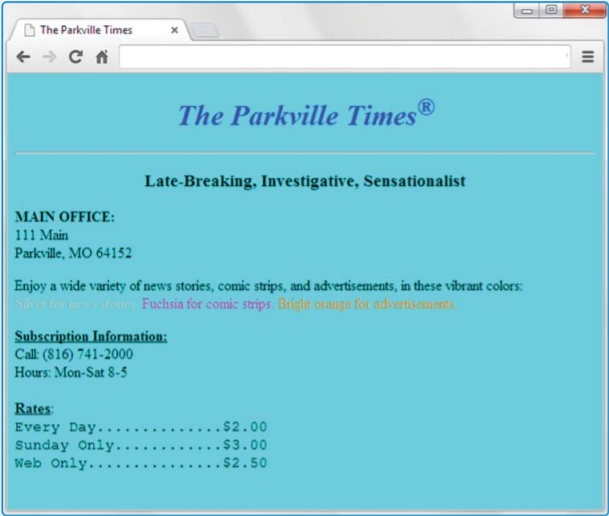 The Parkville Times
The Parkville Times®
Late-Breaking, Investigative, Sensationalist
MAIN OFFICE:
111 Main
Parkville, MO 64152
Enjoy a wide variety of news stories, comic strips, and advertisements, in these vibrant colors:
Silver for news stories. Fuchsia for comic strips. Bright orange for advertisements.
Subscription Information:
Call: (816) 741-2000
Hours: Mon-Sat 8-5
Rates:
Every Day..............$2.00
Sunday Only............$3.00
Web Only...............$2.50